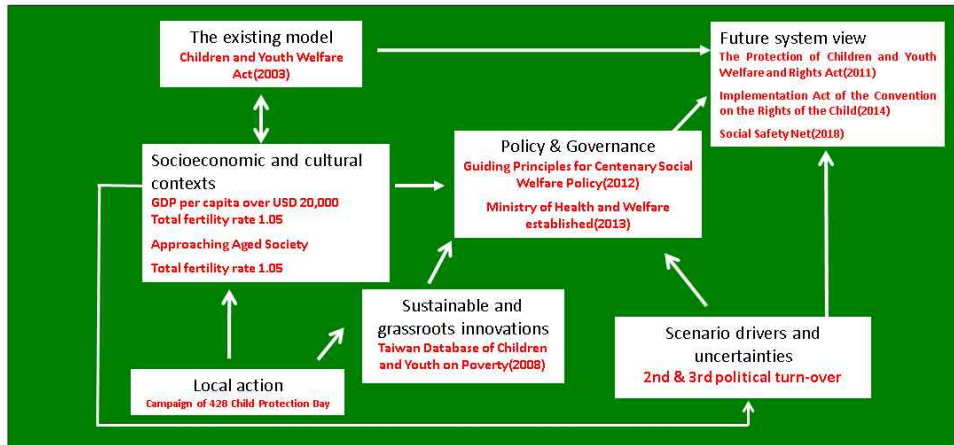 The existing model
Children and Youth Welfare
Act(2003)
Future system view
The Protection of Children and Youth
Welfare and Rights Act(2011)
Implementation Act of the Convention
on the Rights of the Child(2014)
Social Safety Net(2018)
Socioeconomic and cultural
contexts
GDP per capita over USD 20,000
Total fertility rate 1.05
Approaching Aged Society
Total fertility rate 1.05
Policy & Governance
Guiding Principles for Centenary Social
Welfare Policy(2012)
Ministry of Health and Welfare
established(2013)
Sustainable and
grassroots innovations
Taiwan Database of Children
and Youth on Poverty(2008)
Scenario drivers and
uncertainties
2nd & 3rd political turn-over
Local action
Campaign of 428 Child Protection Day